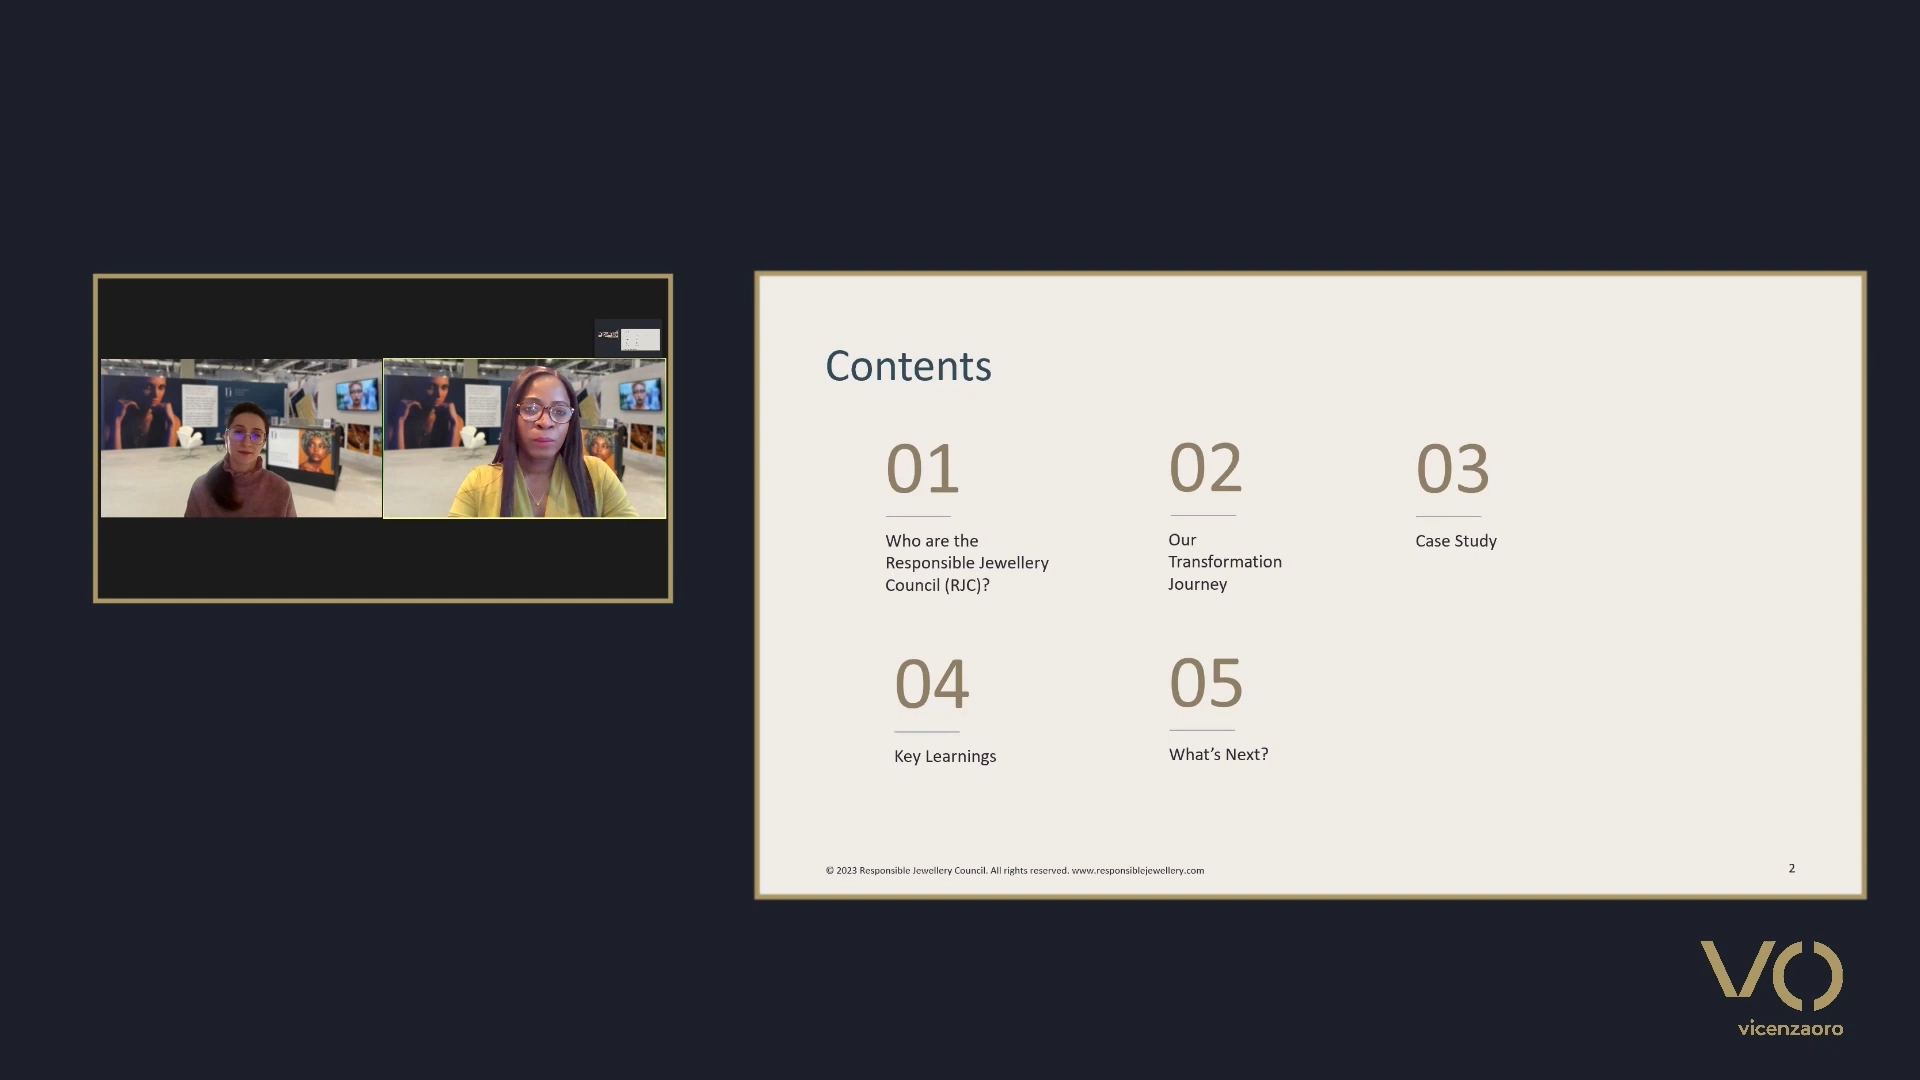 Contents
01
02
03
Who are the
Responsible Jewellery
Council (RJC)?
Our
Transformation
Journey
Case Study
04
05
Key Learnings
What's Next?
© 2023 Responsible Jewellery Council. All rights reserved. www.responsiblejewellery.com
2
VO
vicenzaoro